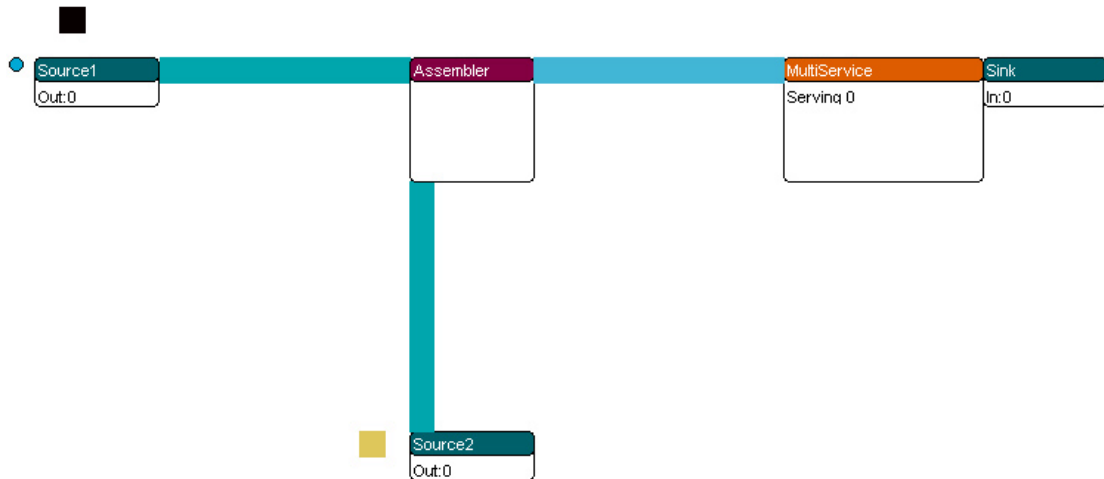 Source1
Out:0
Assembler
MultiService
Serving 0
Sink
In:0
Source2
Out:0